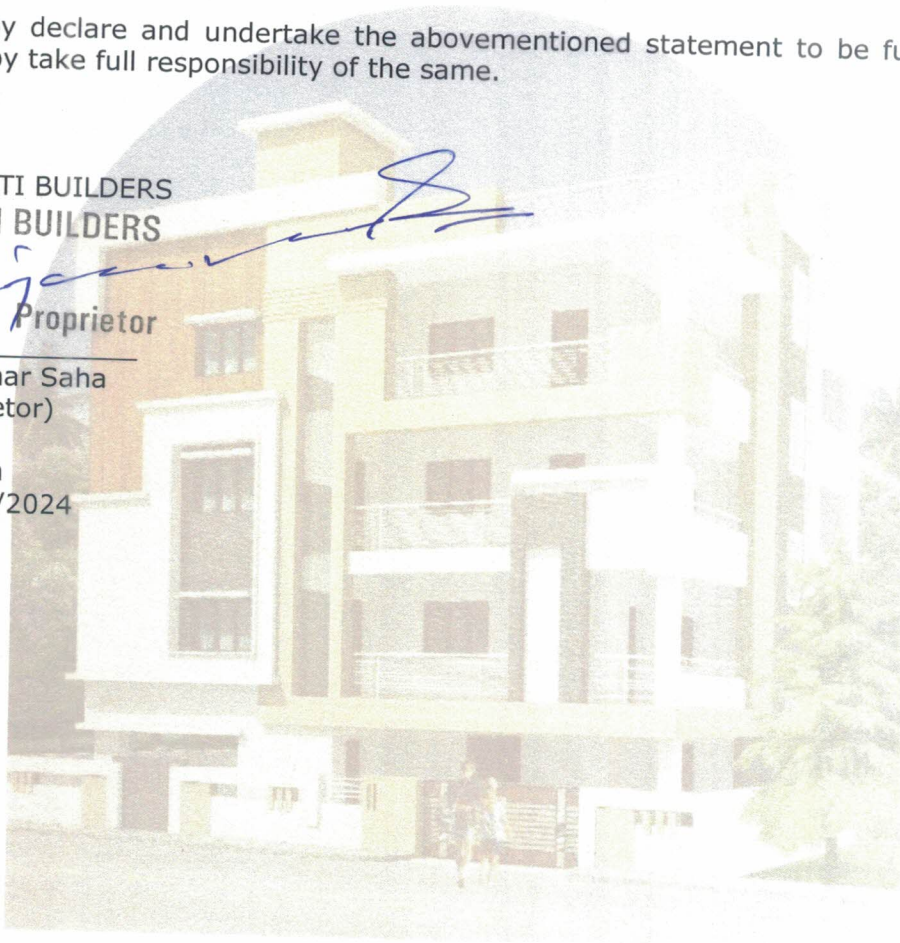 y declare and undertake the abovementioned statement to be fu
by take full responsibility of the same.
TI BUILDERS
BUILDERS
Proprietor
ar Saha
etor)
/2024